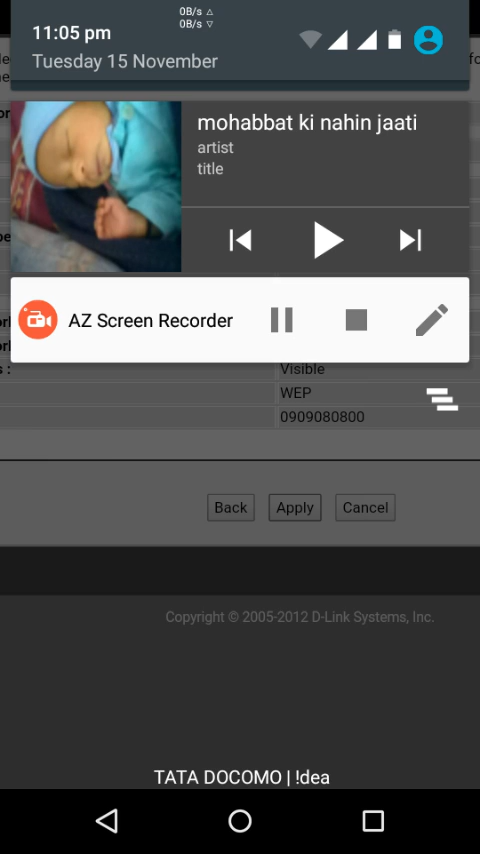 0B/s △
0B/s ▽
11:05 pm
Tuesday 15 November
mohabbat ki nahin jaati
artist
title
AZ Screen Recorder
s :
Visible
WEP
0909080800
Back
Apply
Cancel
Copyright © 2005-2012 D-Link Systems, Inc.
TATA DOCOMO | !dea